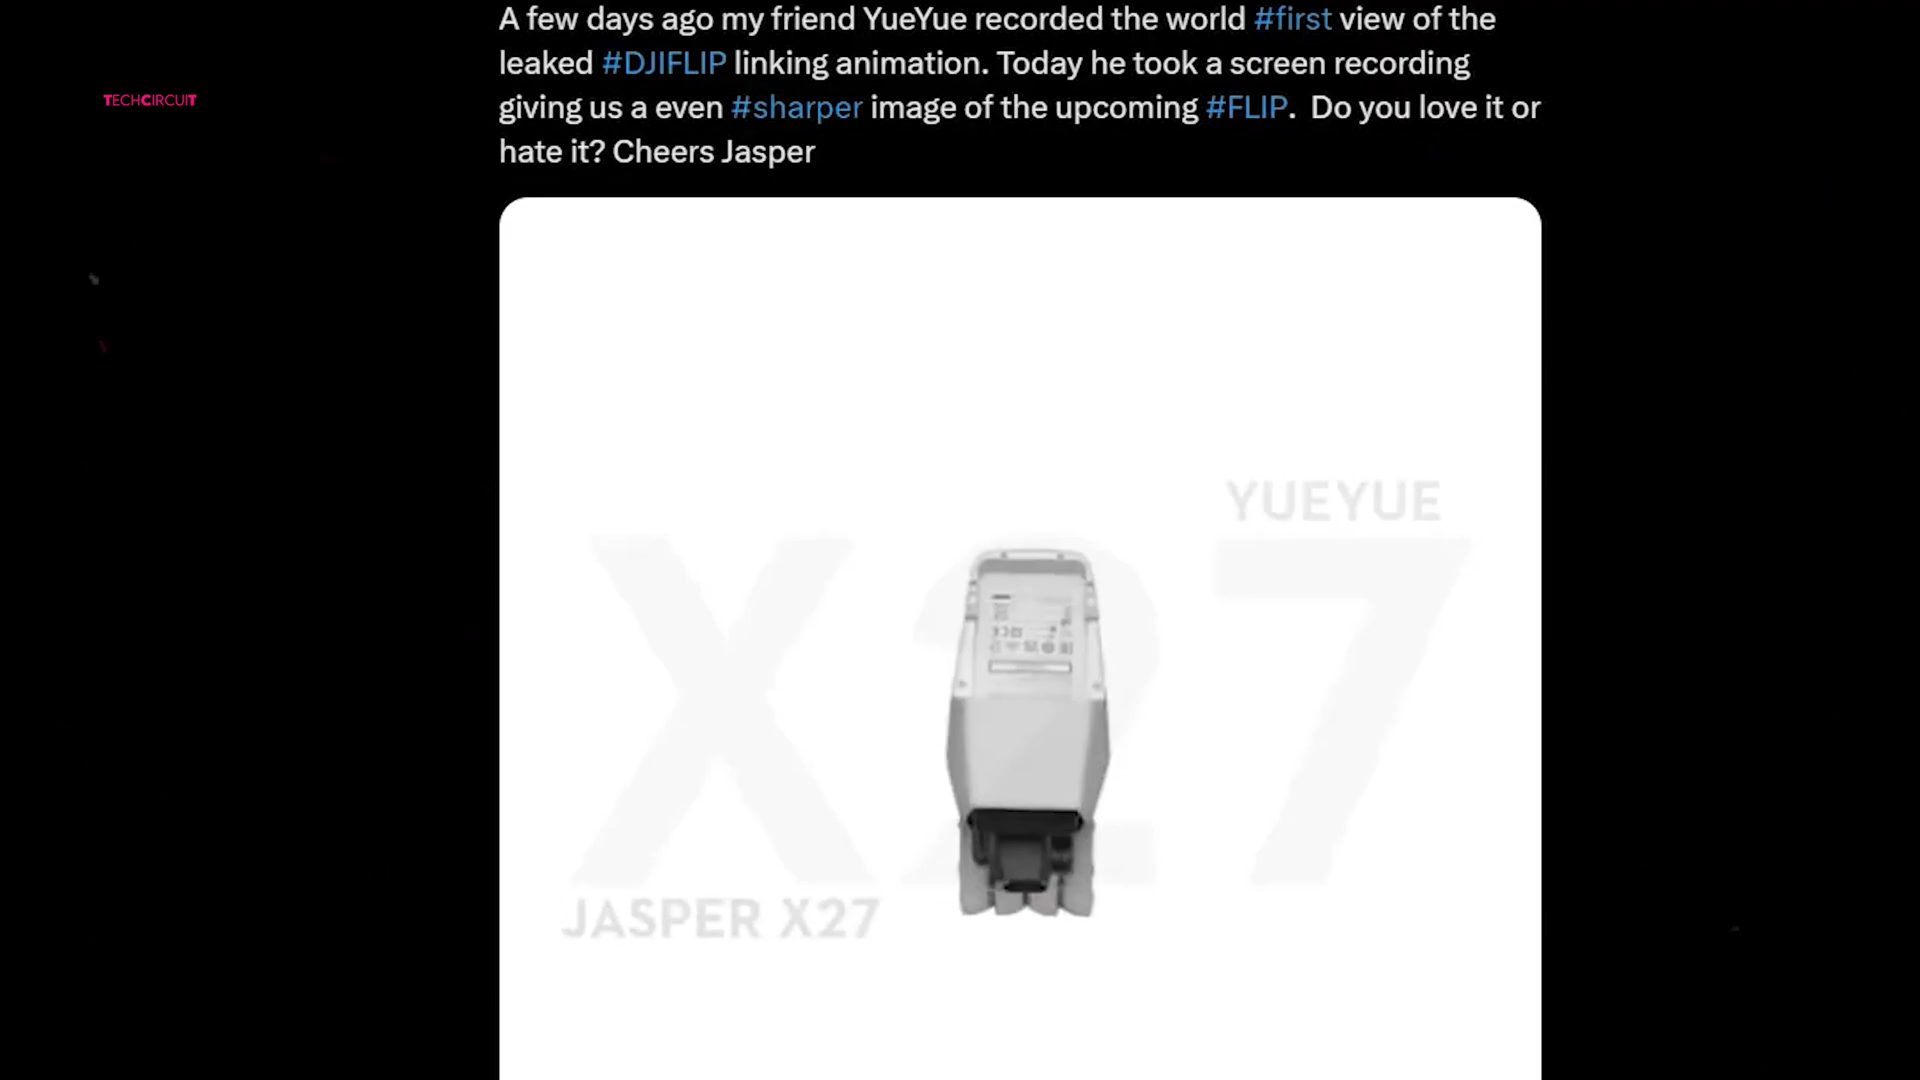 A few days ago my friend YueYue recorded the world #first view of the
leaked #DJIFLIP linking animation. Today he took a screen recording
giving us a even #sharper image of the upcoming #FLIP. Do you love it or
hate it? Cheers Jasper
TECHCIRCUIT
YUEYUE
X27
JASPER X27